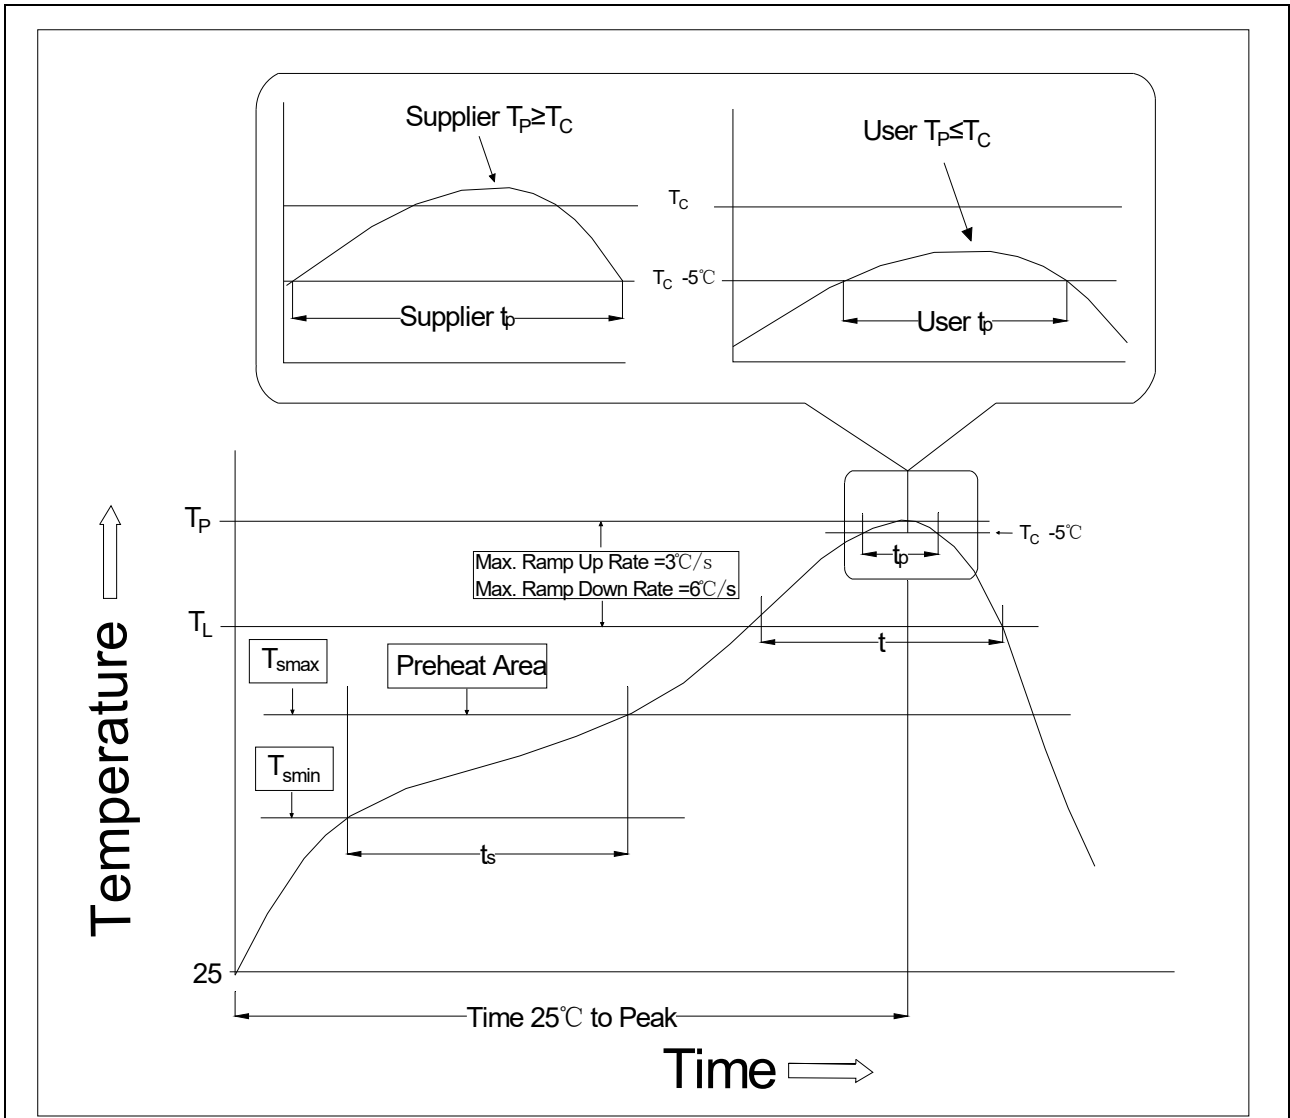 Supplier TP≥TC
User TP≤TC
TC
TC -5℃
Supplier tp
User tp
TP
TC -5℃
Max. Ramp Up Rate =3℃/s
Max. Ramp Down Rate =6℃/s
tp
TL
t
Tsmax
Preheat Area
Tsmin
ts
Temperature
25
Time 25℃ to Peak
Time